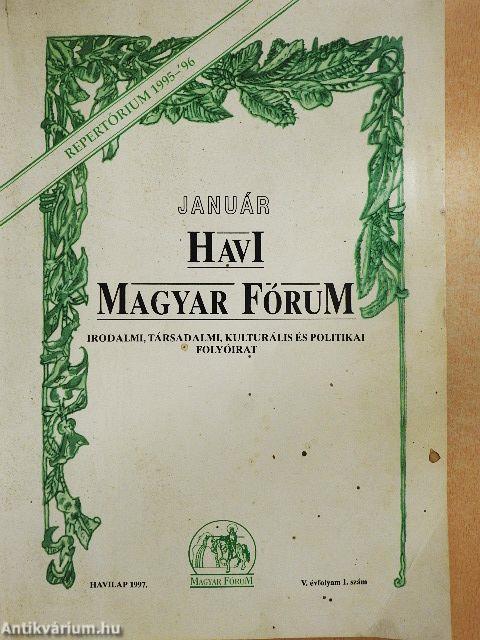 REPERTÓRIUM 1995–'96
JANUÁR
HAVI
MAGYAR FÓRUM
IRODALMI, TÁRSADALMI, KULTURÁLIS ÉS POLITIKAI
FOLYÓIRAT
MAGYAR FÓRUM
HAVILAP 1997.
V. évfolyam 1. szám
Antikvárium.hu